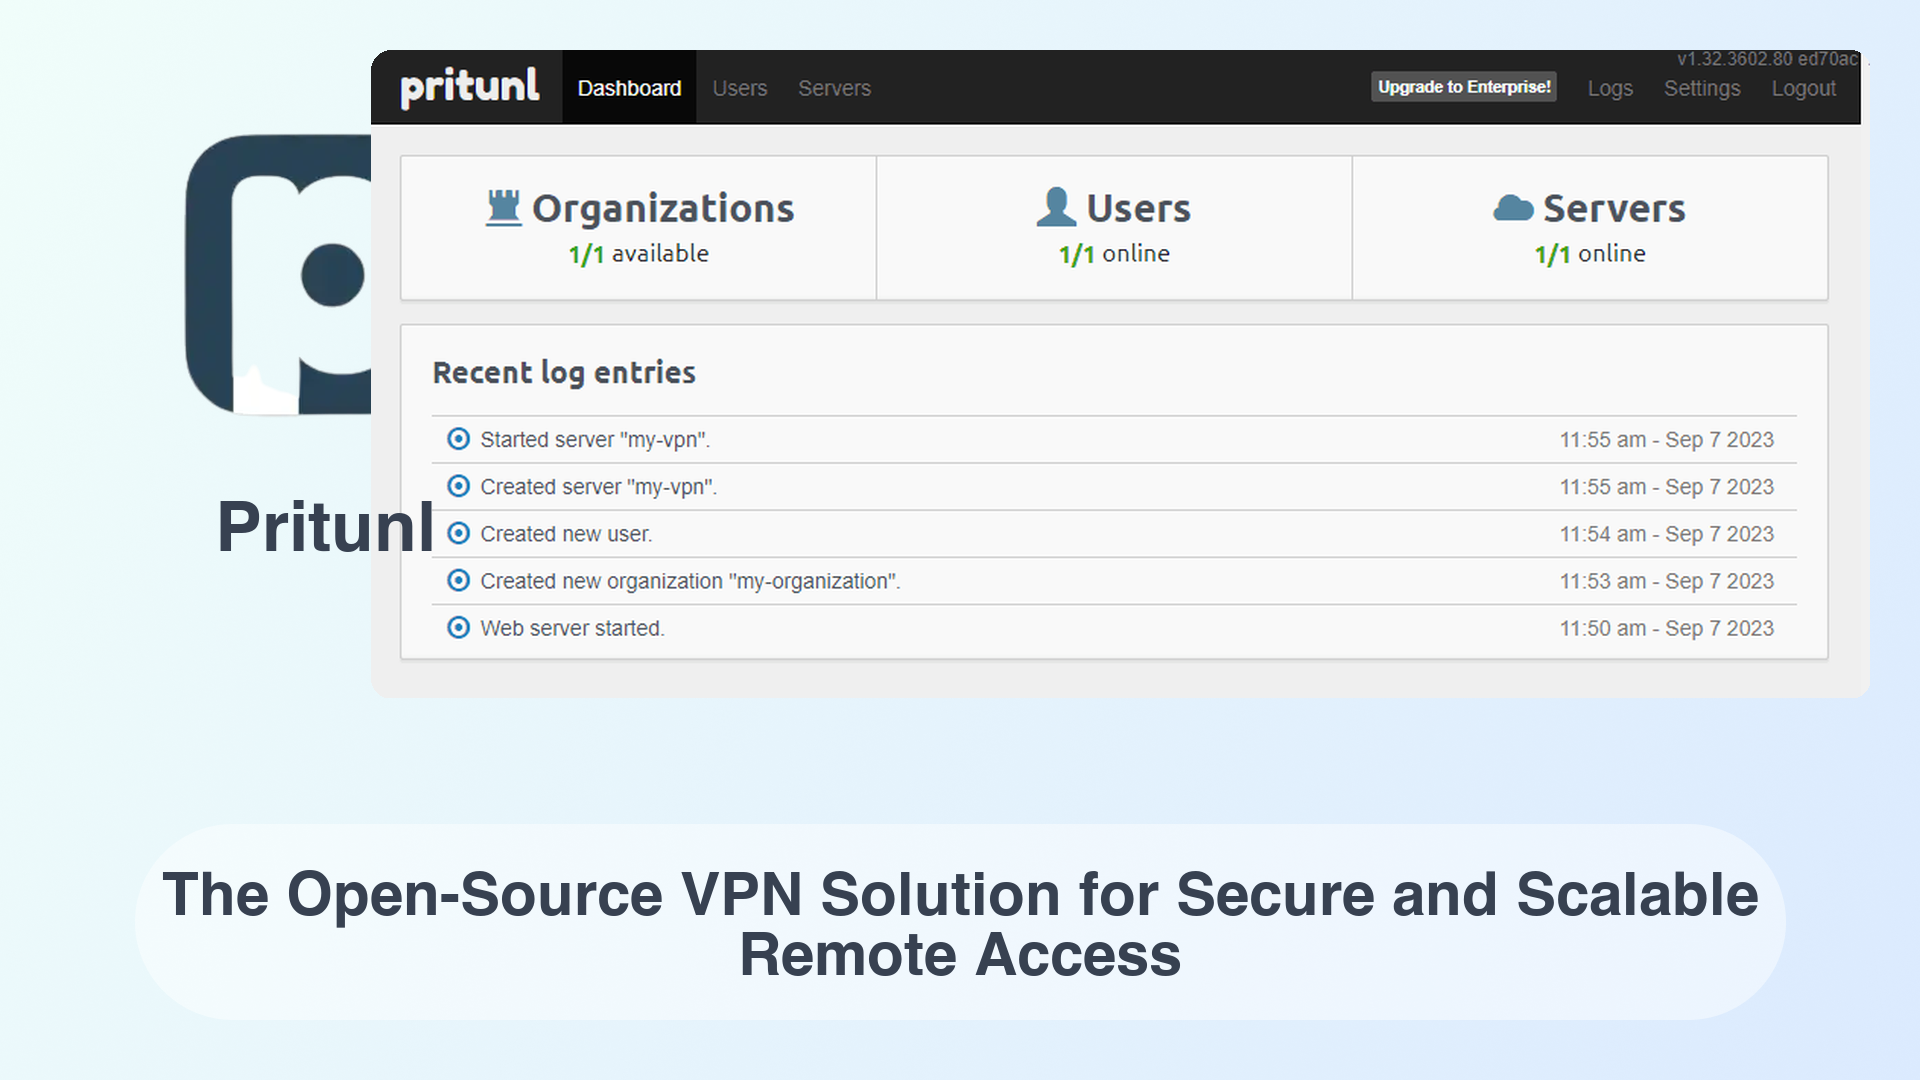 v1.32.3602.80 ed70ac
pritunl Dashboard Users Servers Upgrade to Enterprise! Logs Settings Logout
Organizations
1/1 available
Users
1/1 online
Servers
1/1 online
Recent log entries
Started server "my-vpn". 11:55 am - Sep 7 2023
Created server "my-vpn". 11:55 am - Sep 7 2023
Created new user. 11:54 am - Sep 7 2023
Created new organization "my-organization". 11:53 am - Sep 7 2023
Web server started. 11:50 am - Sep 7 2023
Pritunl
The Open-Source VPN Solution for Secure and Scalable
Remote Access